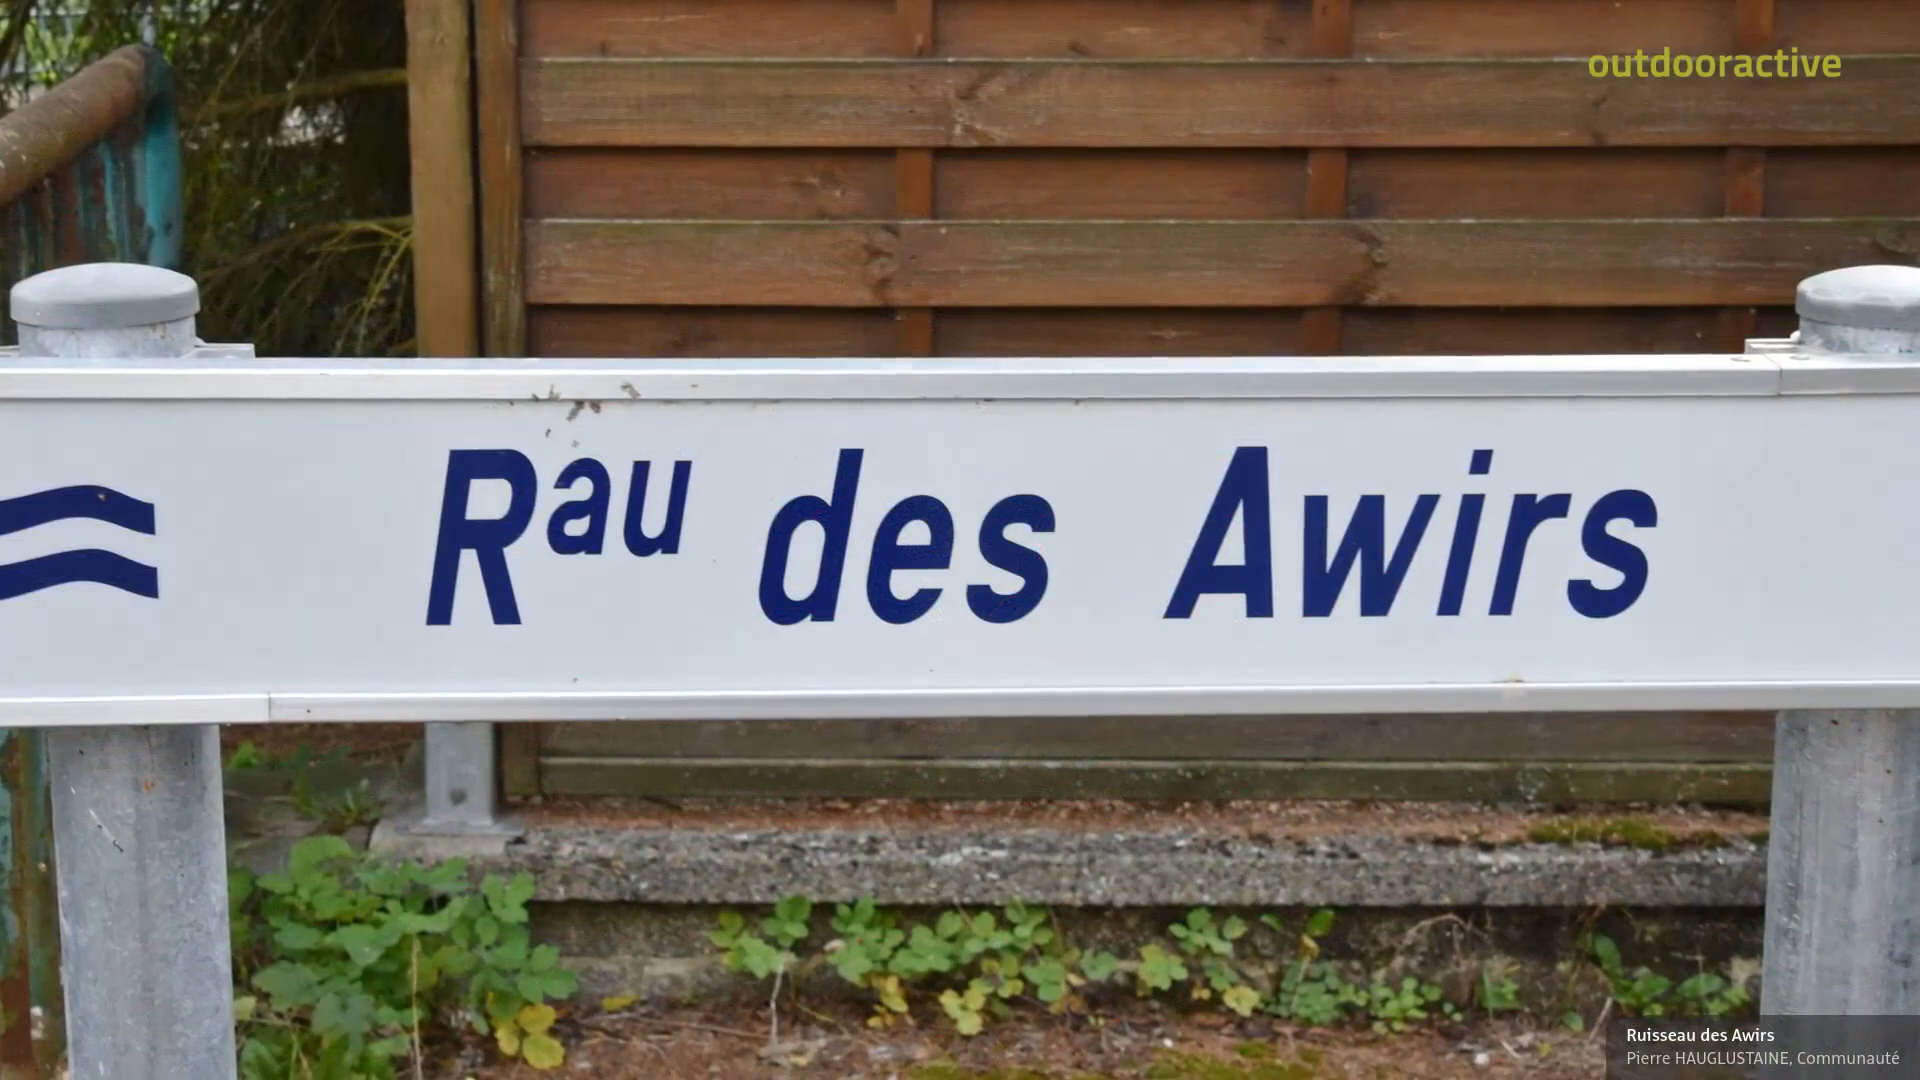 outdooractive
Rau des Awirs
Ruisseau des Awirs
Pierre HAUGLUSTAINE, Communauté